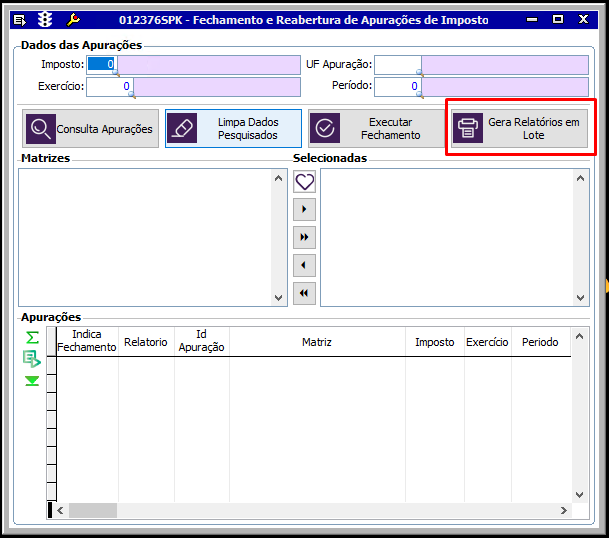 012376SPK - Fechamento e Reabertura de Apurações de Imposto
Dados das Apurações
Imposto: 0
UF Apuração:
Exercício: 0
Período: 0
Consulta Apurações
Limpa Dados
Pesquisados
Executar
Fechamento
Gera Relatórios em
Lote
Matrizes
Selecionadas
Apurações
Indica
Fechamento
Relatorio
Id
Apuração
Matriz
Imposto
Exercício
Periodo